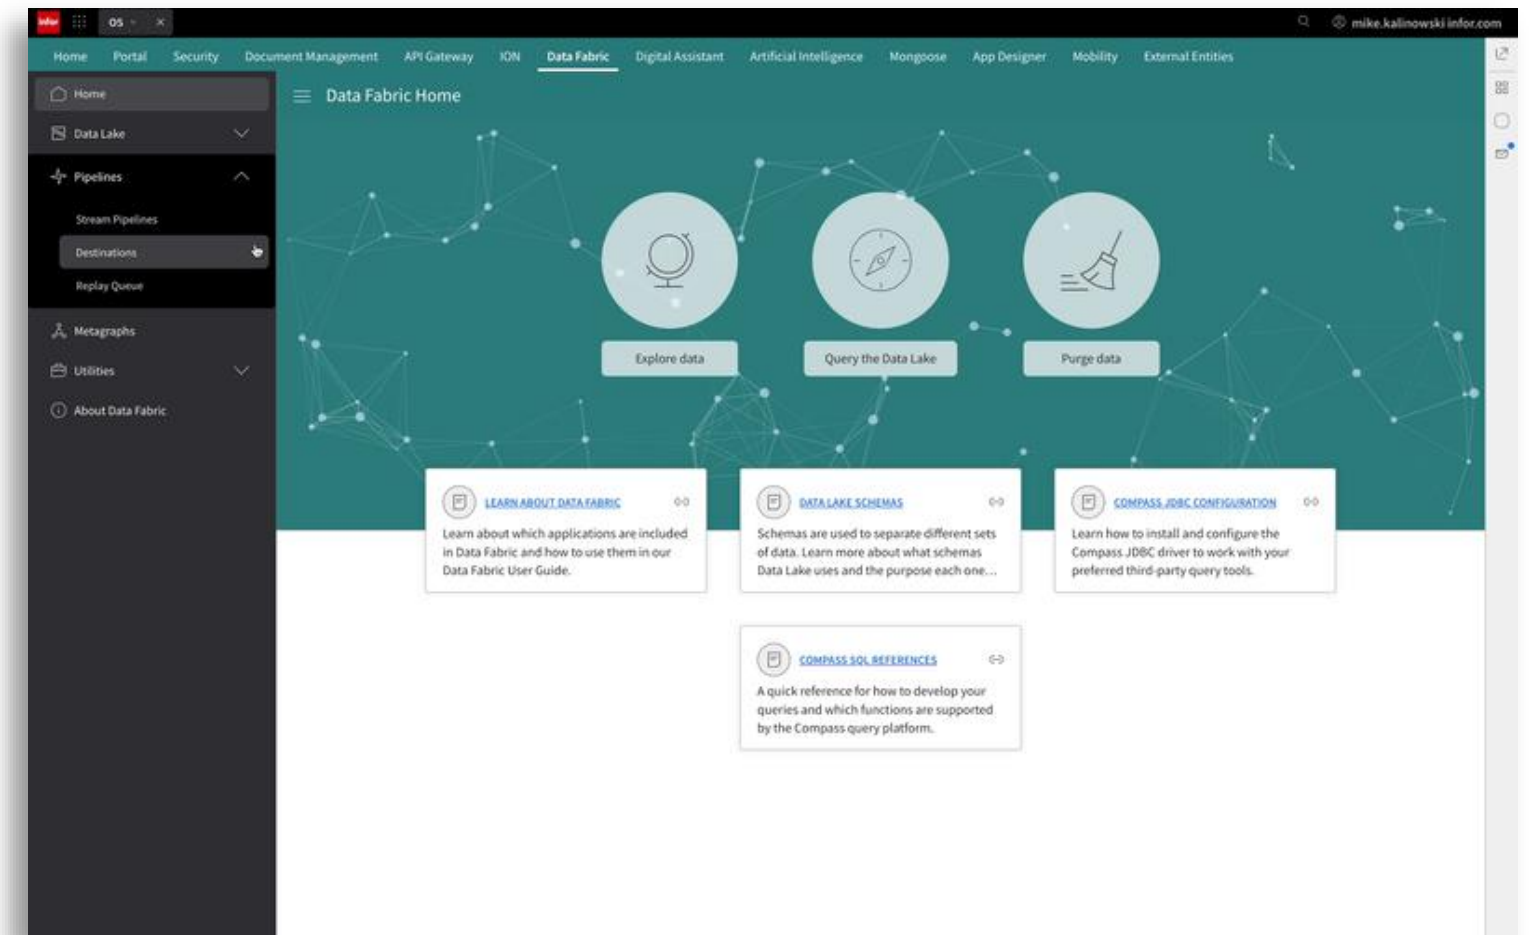 infor
OS
mike.kalinowski infor.com
Home Portal Security Document Management API Gateway ION Data Fabric Digital Assistant Artificial Intelligence Mongoose App Designer Mobility External Entities
Home
Data Lake
Pipelines
Stream Pipelines
Destinations
Replay Queue
Metagraphs
Utilities
About Data Fabric
Data Fabric Home
Explore data
Query the Data Lake
Purge data
LEARN ABOUT DATA FABRIC
Learn about which applications are included
in Data Fabric and how to use them in our
Data Fabric User Guide.
DATA LAKE SCHEMAS
Schemas are used to separate different sets
of data. Learn more about what schemas
Data Lake uses and the purpose each one...
COMPASS JDBC CONFIGURATION
Learn how to install and configure the
Compass JDBC driver to work with your
preferred third-party query tools.
COMPASS SQL REFERENCES
A quick reference for how to develop your
queries and which functions are supported
by the Compass query platform.